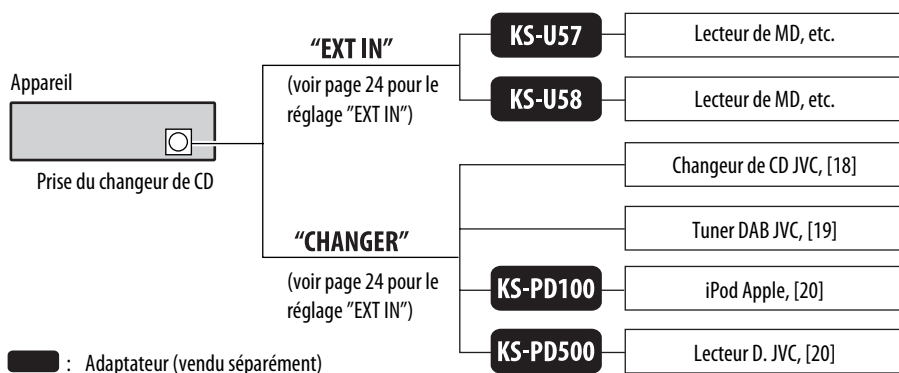 Appareil
Prise du changeur de CD
“EXT IN”
(voir page 24 pour le
réglage "EXT IN")
KS-U57
Lecteur de MD, etc.
KS-U58
Lecteur de MD, etc.
“CHANGER”
(voir page 24 pour le
réglage "EXT IN")
Changeur de CD JVC, [18]
Tuner DAB JVC, [19]
KS-PD100
iPod Apple, [20]
KS-PD500
Lecteur D. JVC, [20]
: Adaptateur (vendu séparément)